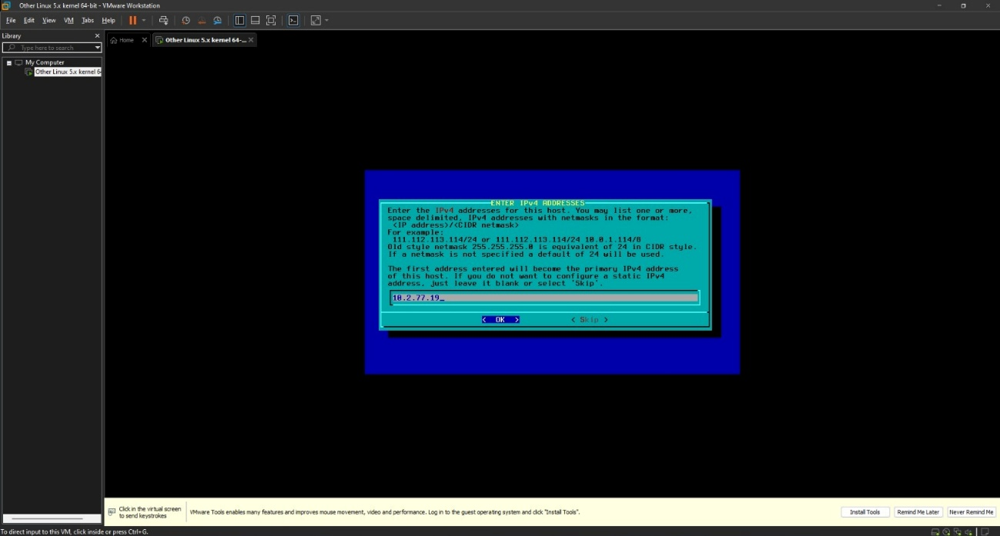 Other Linux 5.x kernel 64-bit - VMware Workstation
File Edit View VM Tabs Help
Library
Type here to search
My Computer
Other Linux 5.x kernel 6
Home
Other Linux 5.x kernel 64-...
ENTER IPv4 ADDRESSES
Enter the IPv4 addresses for this host. You may list one or more,
space delimited, IPv4 addresses with netmasks in the format:
<IP address>/<CIDR netmask>
For example:
111.112.113.114/24 or 111.112.113.114/24 10.0.1.114/8
Old style netmask 255.255.255.0 is equivalent of 24 in CIDR style.
If a netmask is not specified a default of 24 will be used.
The first address entered will become the primary IPv4 address
of this host. If you do not want to configure a static IPv4
address, just leave it blank or select 'Skip'.
10.2.77.19_
< OK > < Skip >
Click in the virtual screen
to send keystrokes
VMware Tools enables many features and improves mouse movement, video and performance. Log in to the guest operating system and click "Install Tools".
Install Tools Remind Me Later Never Remind Me
To direct input to this VM, click inside or press Ctrl+G.